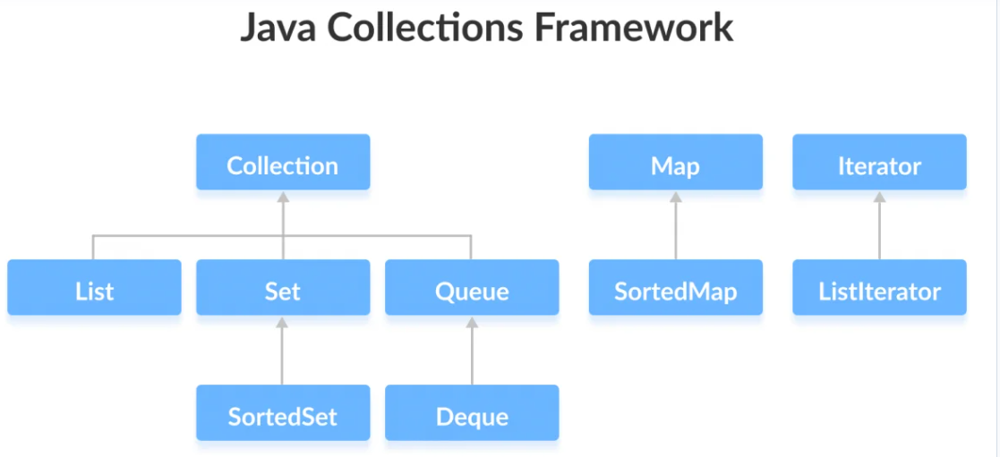 Java Collections Framework
Collection
Map
Iterator
List
Set
Queue
SortedMap
ListIterator
SortedSet
Deque